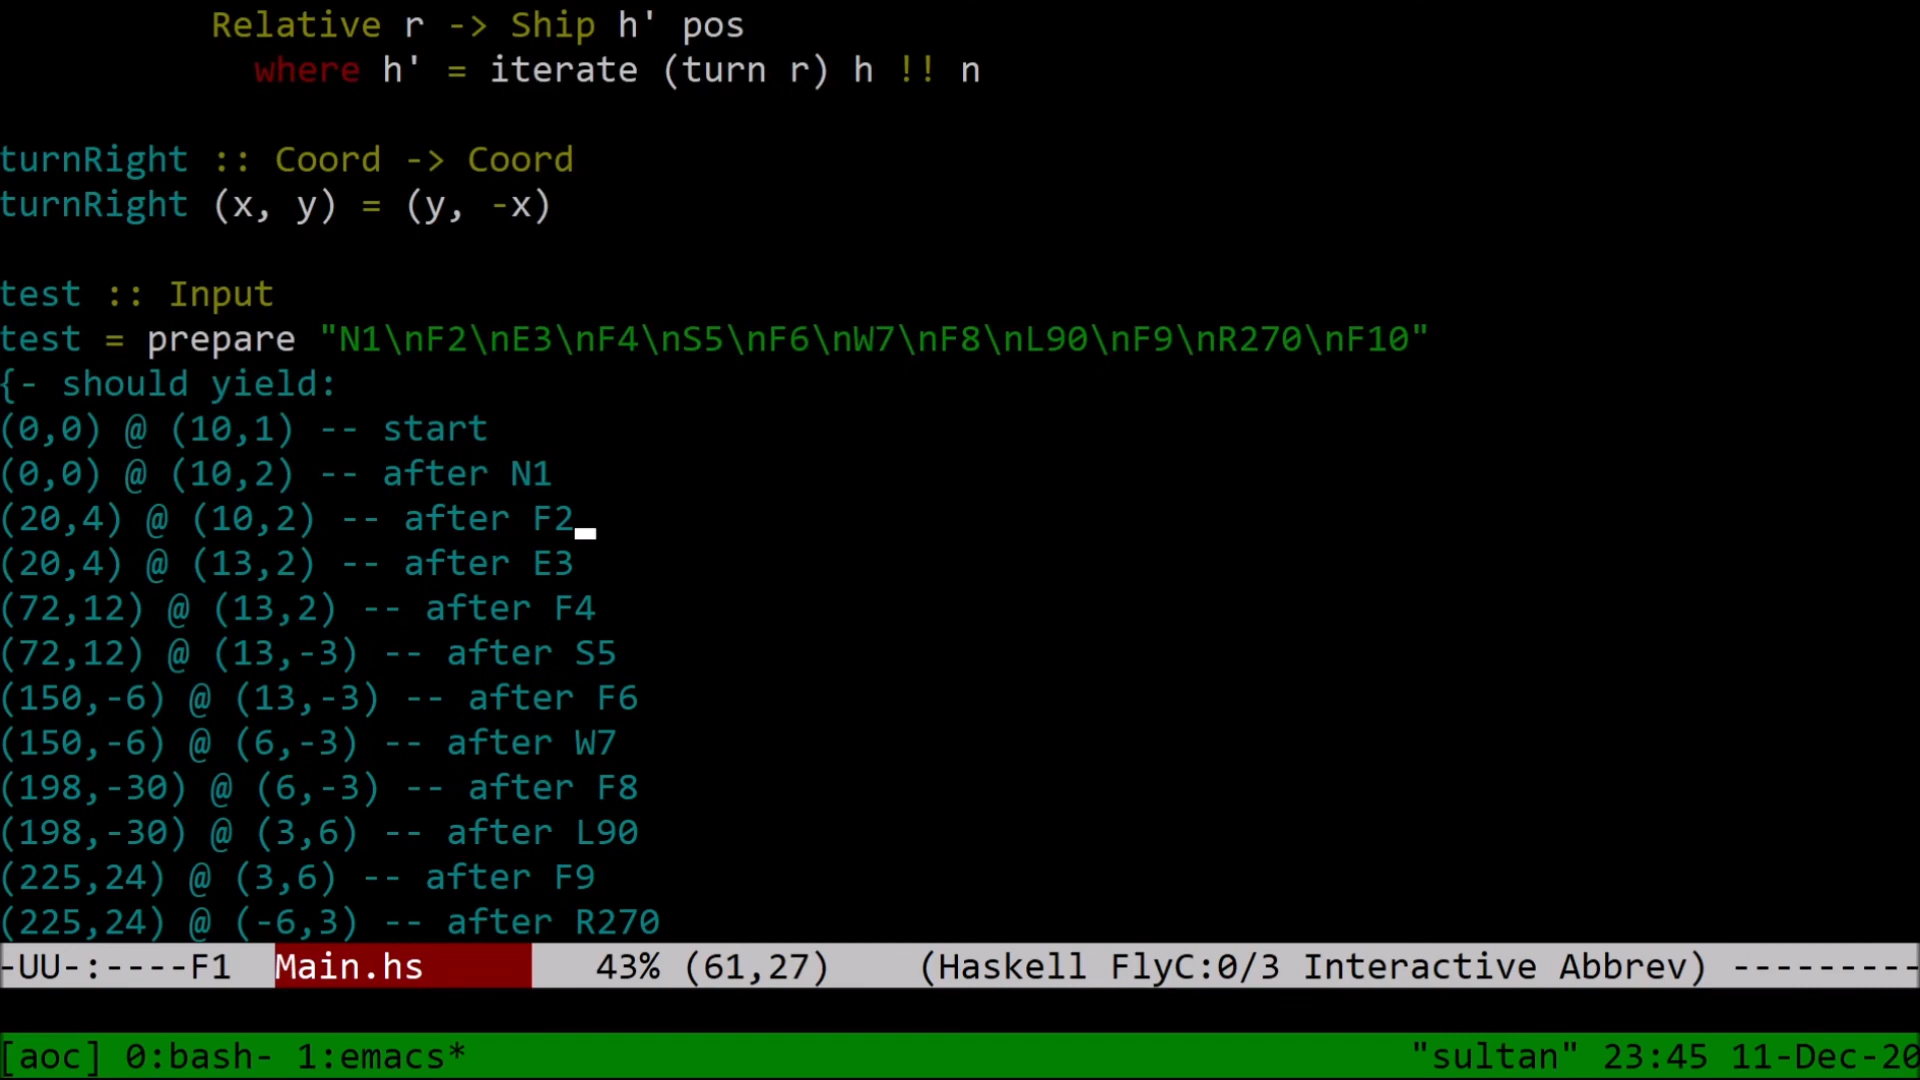 Relative r -> Ship h' pos
where h' = iterate (turn r) h !! n
turnRight :: Coord -> Coord
turnRight (x, y) = (y, -x)
test :: Input
test = prepare "N1\nF2\nE3\nF4\nS5\nF6\nW7\nF8\nL90\nF9\nR270\nF10"
{- should yield:
(0,0) @ (10,1) -- start
(0,0) @ (10,2) -- after N1
(20,4) @ (10,2) -- after F2
(20,4) @ (13,2) -- after E3
(72,12) @ (13,2) -- after F4
(72,12) @ (13,-3) -- after S5
(150,-6) @ (13,-3) -- after F6
(150,-6) @ (6,-3) -- after W7
(198,-30) @ (6,-3) -- after F8
(198,-30) @ (3,6) -- after L90
(225,24) @ (3,6) -- after F9
(225,24) @ (-6,3) -- after R270
-UU-:----F1 Main.hs 43% (61,27) (Haskell FlyC:0/3 Interactive Abbrev) ---------
[aoc] 0:bash- 1:emacs* "sultan" 23:45 11-Dec-20